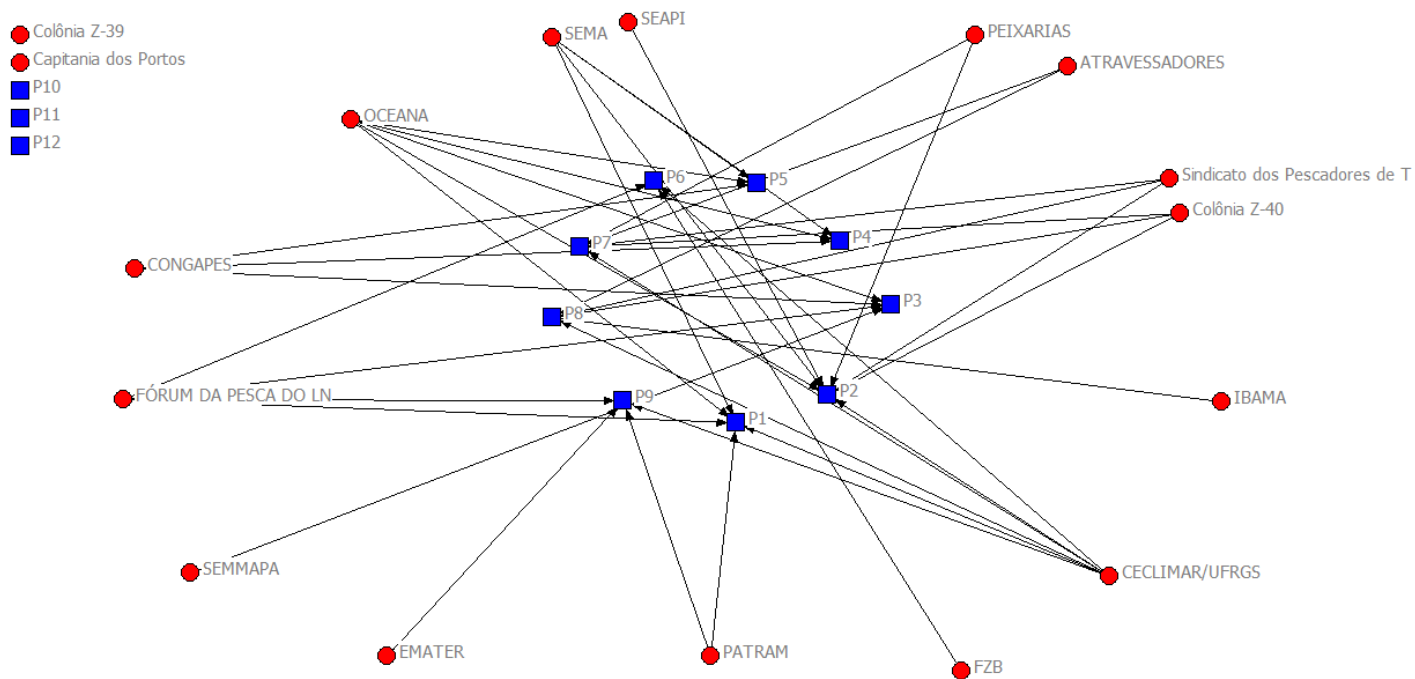 Colônia Z-39
Capitania dos Portos
P10
P11
P12
SEMA
SEAPI
PEIXARIAS
ATRAVESSADORES
OCEANA
P6
P5
Sindicato dos Pescadores de T
Colônia Z-40
P7
P4
CONGAPES
P8
P3
FÓRUM DA PESCA DO LN
P9
P1
P2
IBAMA
SEMMAPA
CECLIMAR/UFRGS
EMATER
PATRAM
FZB